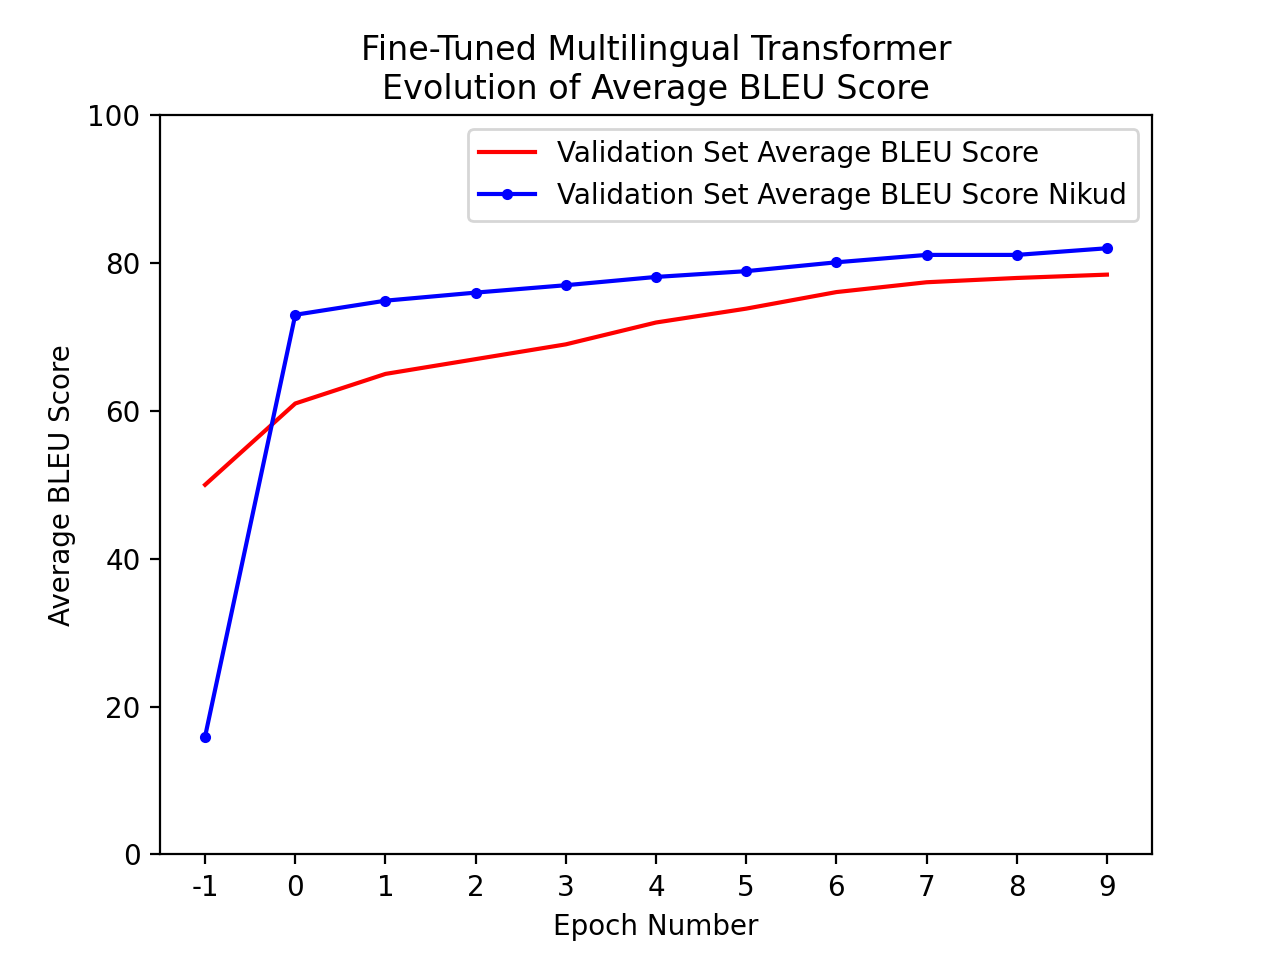 Fine-Tuned Multilingual Transformer
Evolution of Average BLEU Score
Validation Set Average BLEU Score
Validation Set Average BLEU Score Nikud
Average BLEU Score
100
80
60
40
20
0
-1 0 1 2 3 4 5 6 7 8 9
Epoch Number